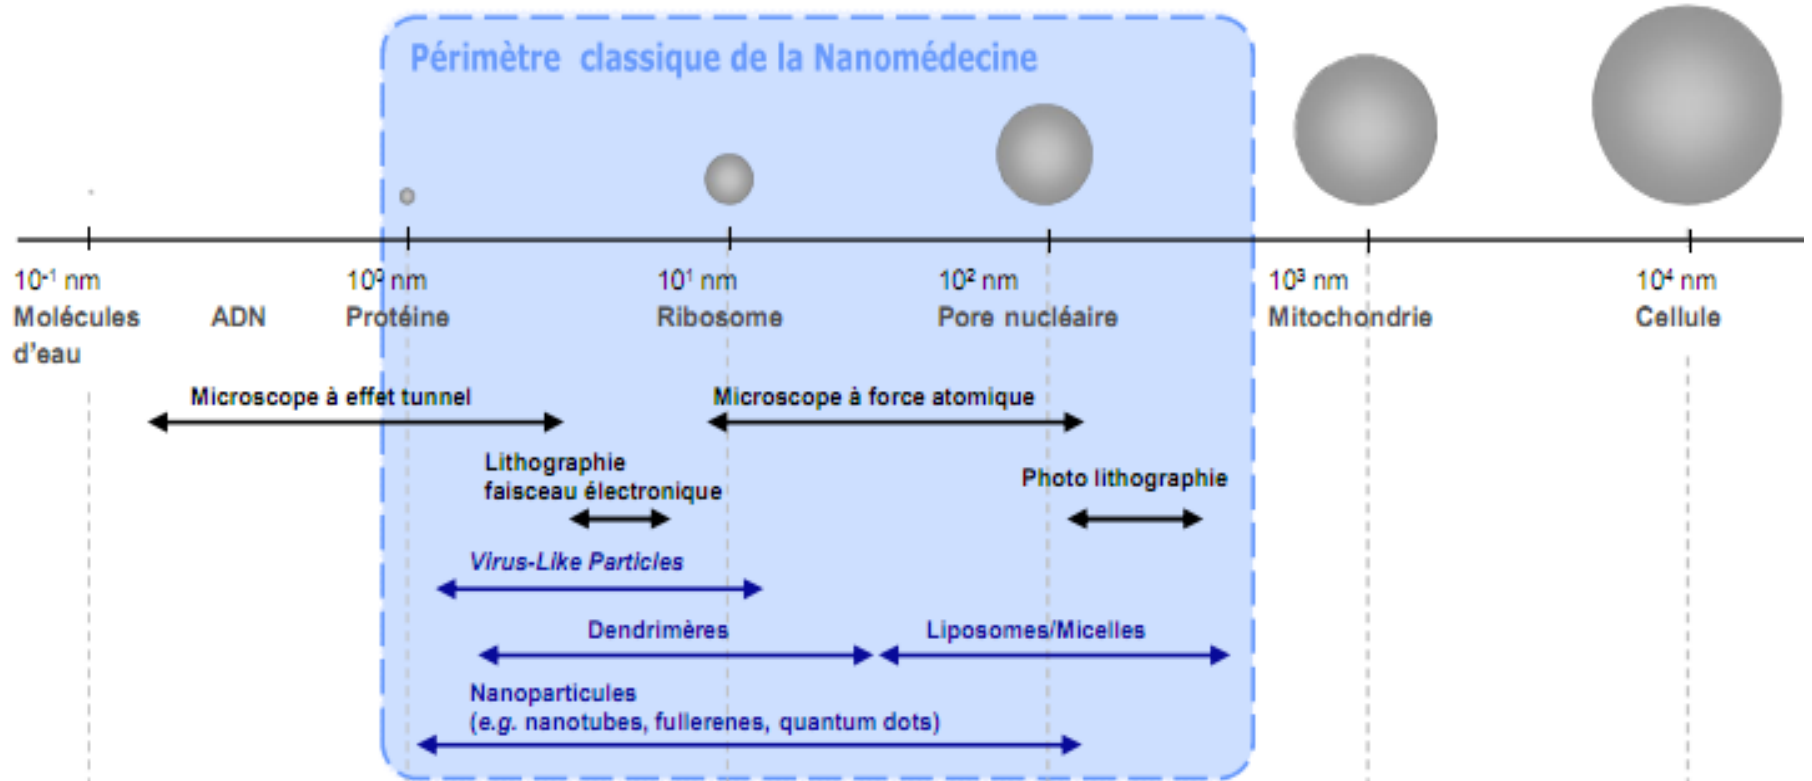 Périmètre classique de la Nanomédecine
10⁻¹ nm
10⁰ nm
10¹ nm
10² nm
10³ nm
10⁴ nm
Molécules
d'eau
ADN
Protéine
Ribosome
Pore nucléaire
Mitochondrie
Cellule
Microscope à effet tunnel
Microscope à force atomique
Lithographie
faisceau électronique
Photo lithographie
Virus-Like Particles
Dendrimères
Liposomes/Micelles
Nanoparticules
(e.g. nanotubes, fullerenes, quantum dots)